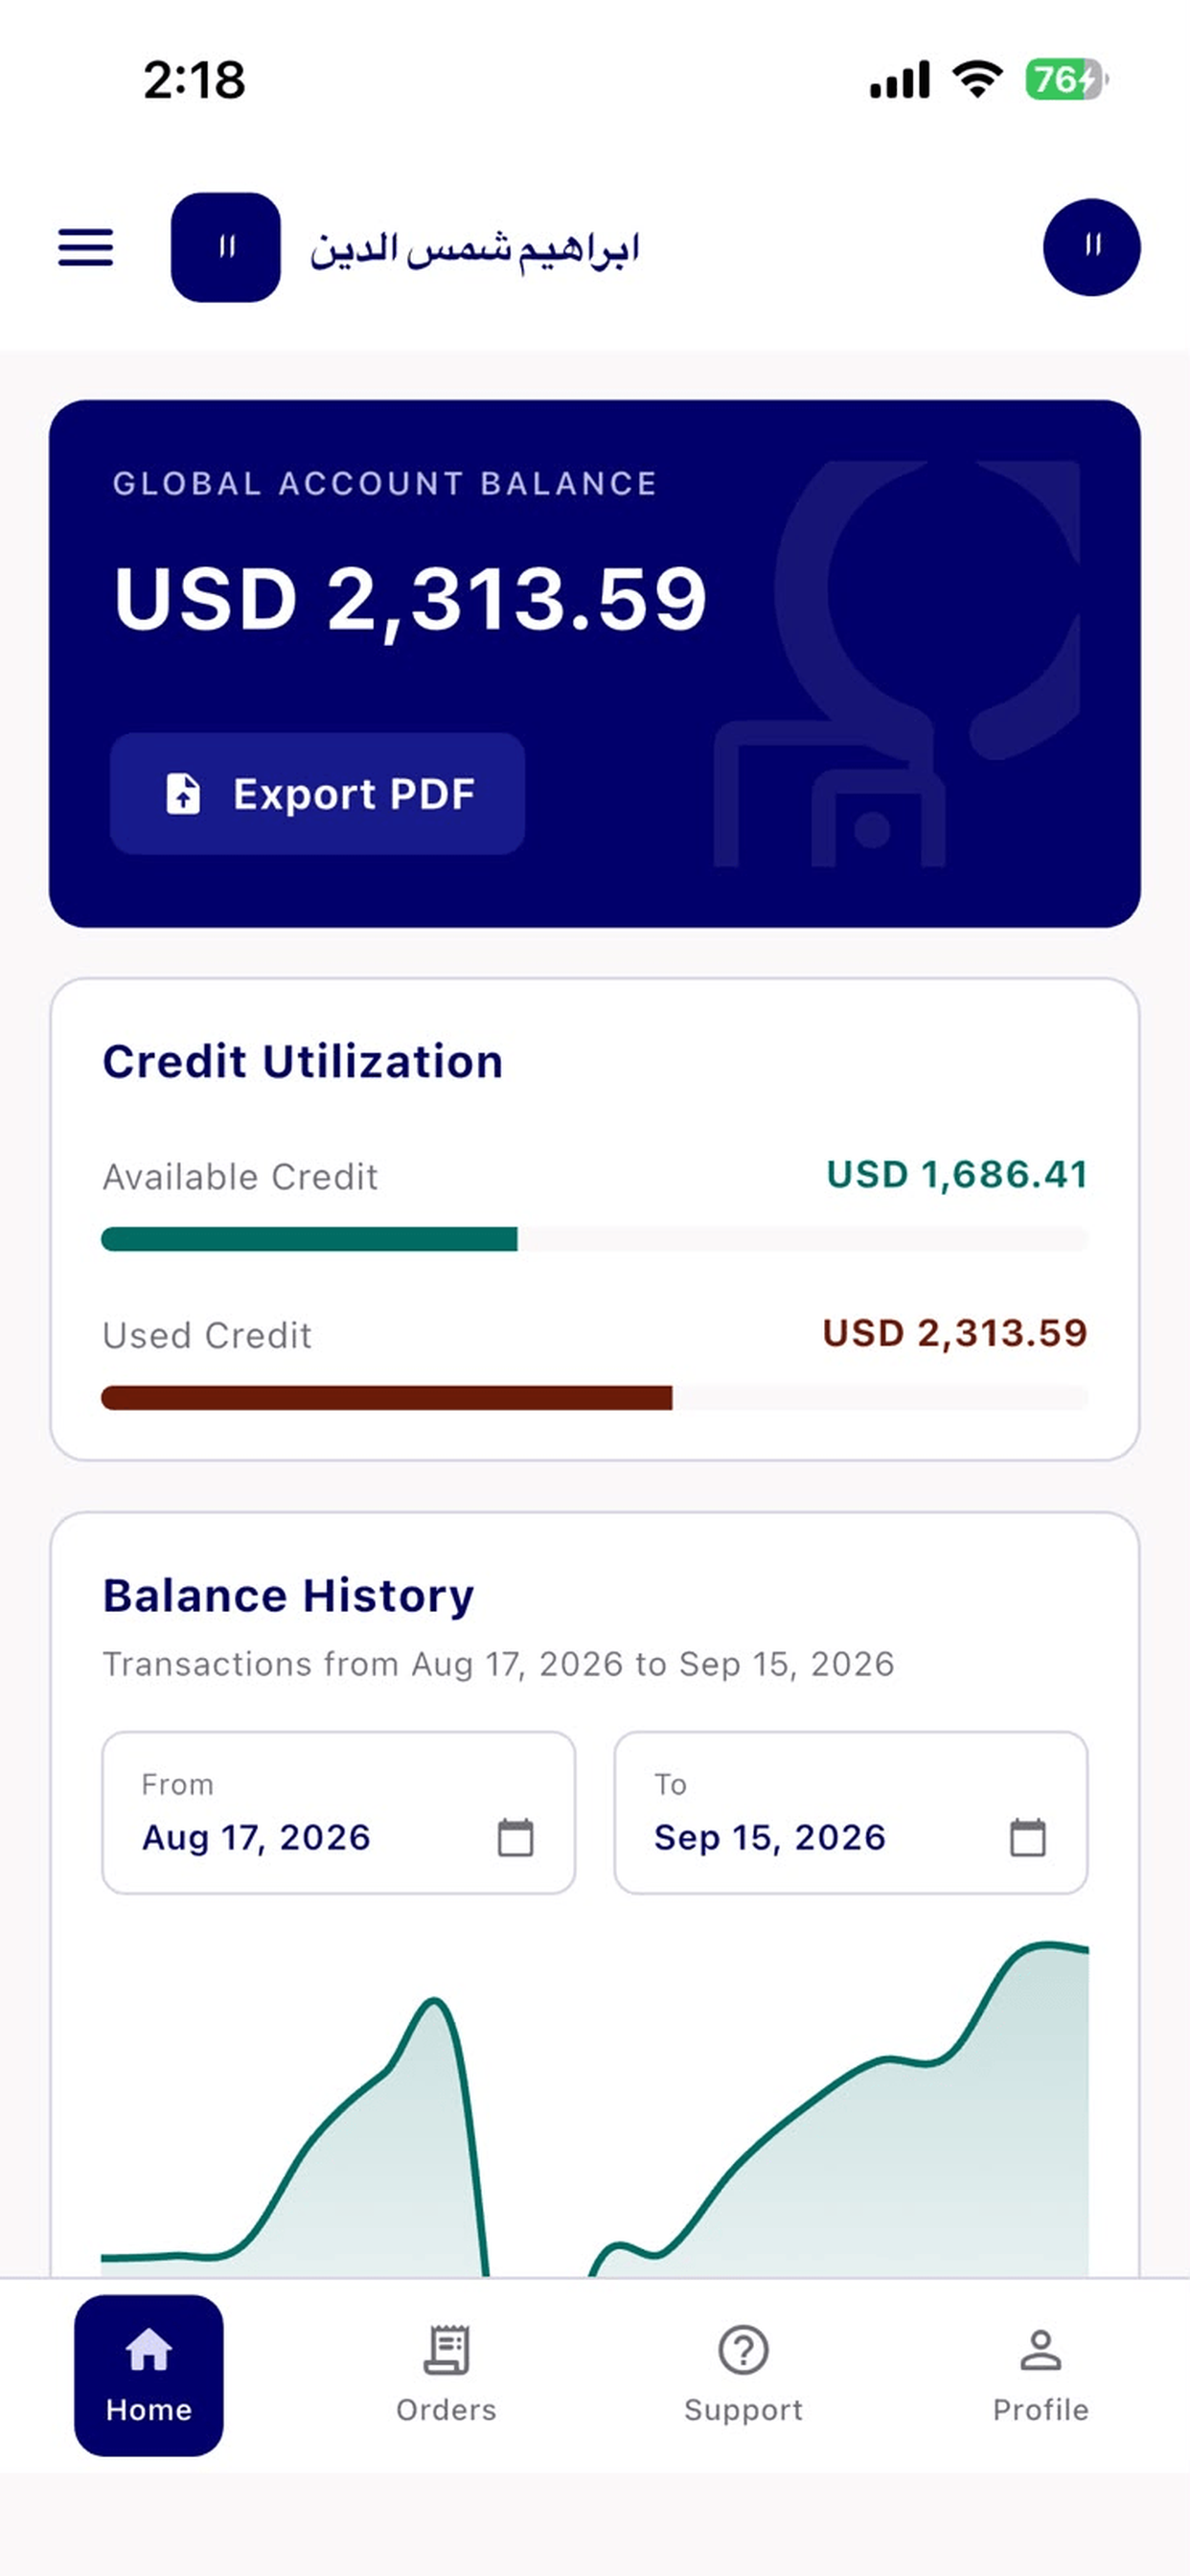 2:18
76
اا
ابراهيم شمس الدين
اا
GLOBAL ACCOUNT BALANCE
USD 2,313.59
Export PDF
Credit Utilization
Available Credit
USD 1,686.41
Used Credit
USD 2,313.59
Balance History
Transactions from Aug 17, 2026 to Sep 15, 2026
From
To
Aug 17, 2026
Sep 15, 2026
Home
Orders
Support
Profile